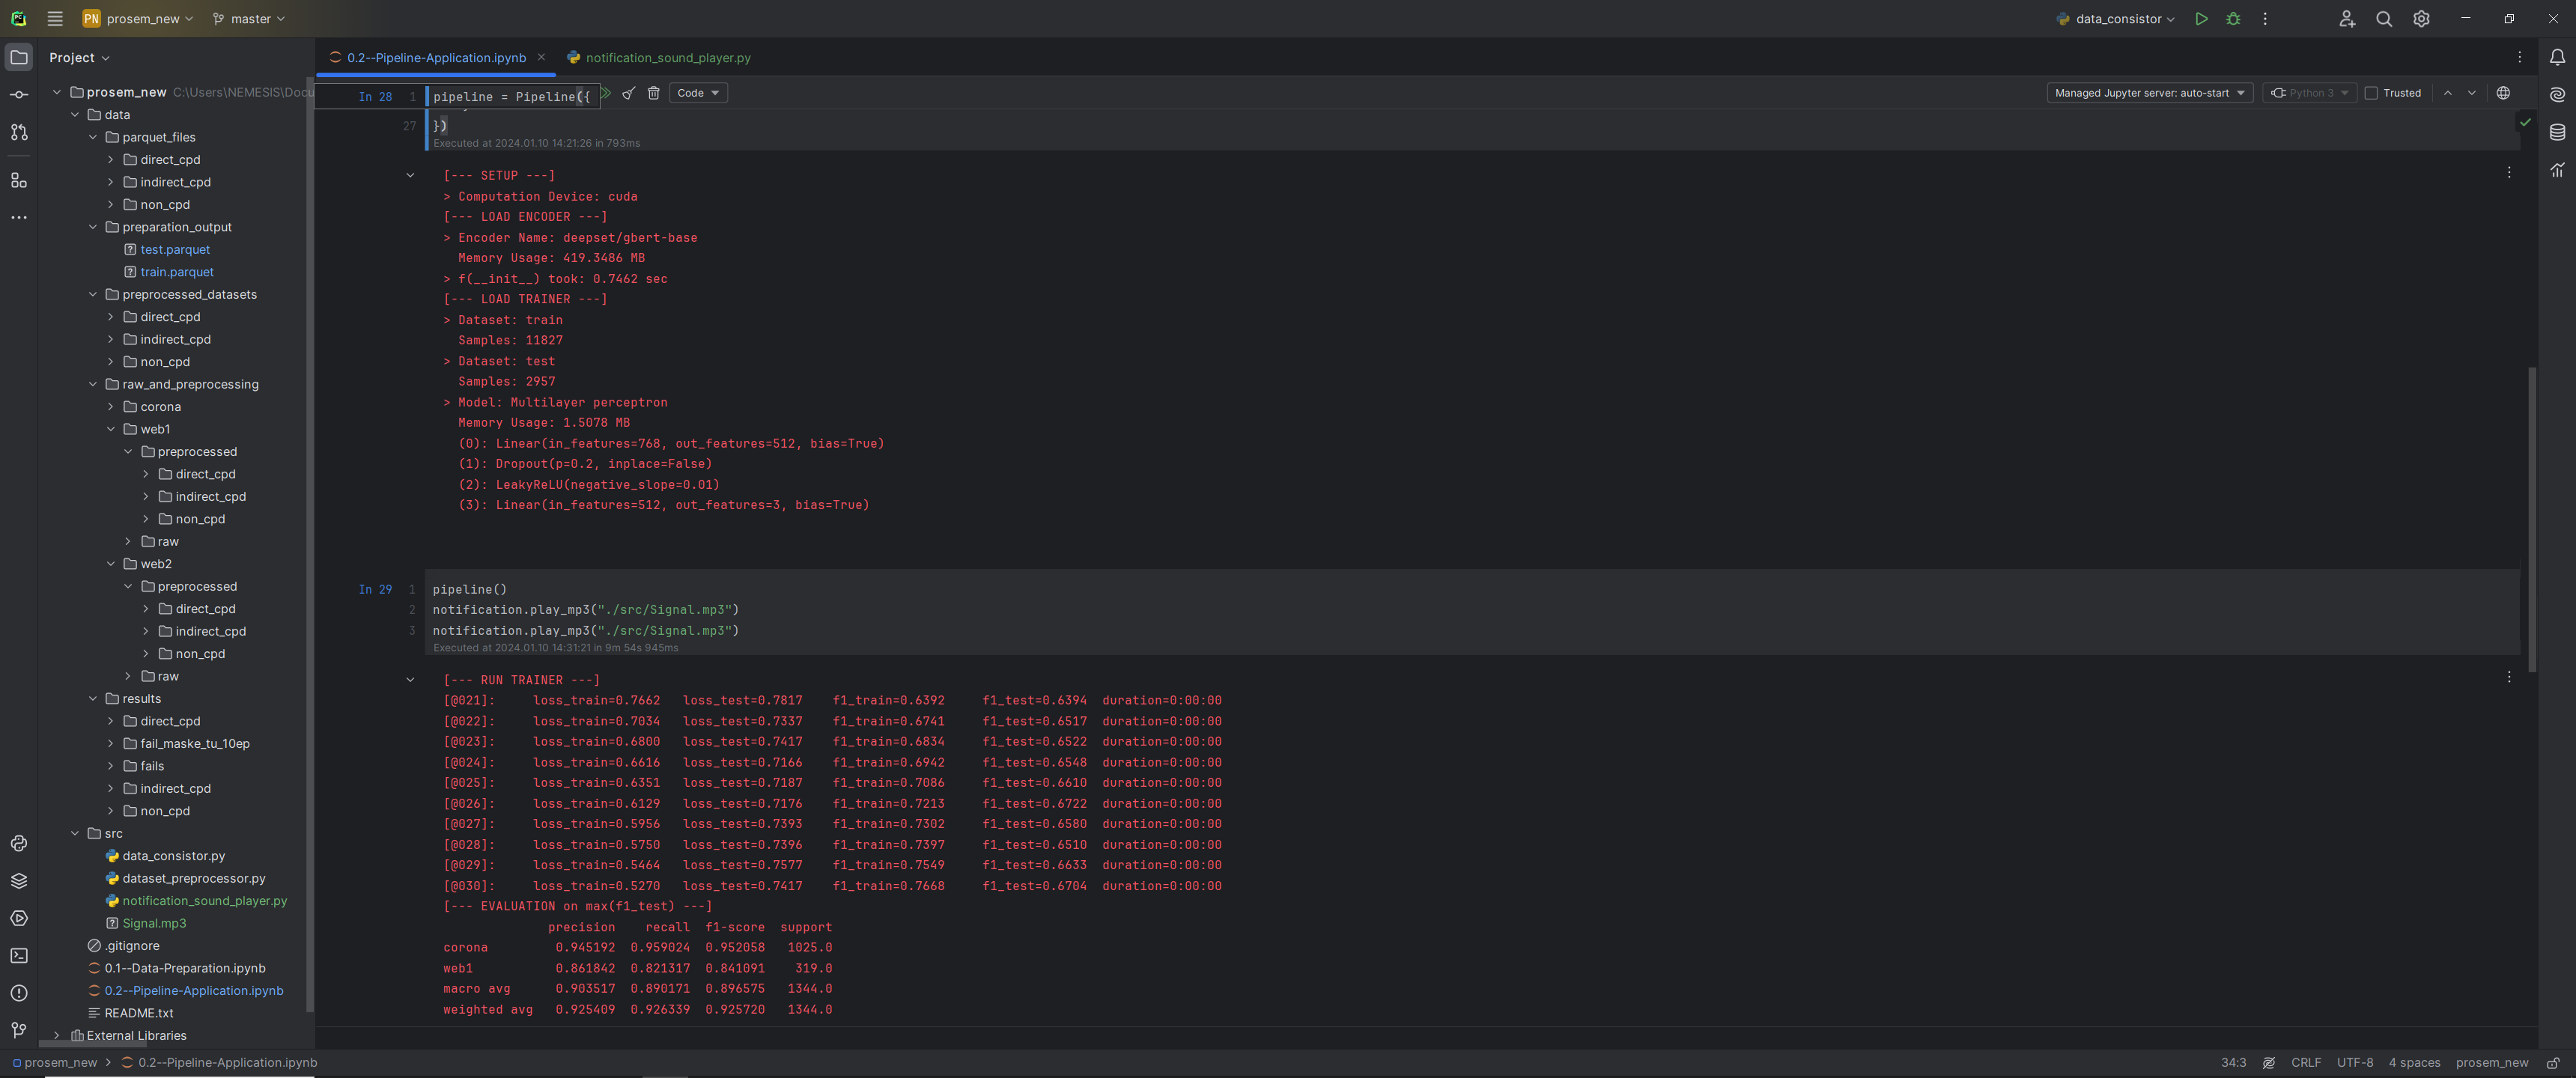 PC
PN prosem_new master data_consistor
Project
0.2--Pipeline-Application.ipynb notification_sound_player.py
prosem_new C:\Users\NEMESIS\Docu
data
parquet_files
direct_cpd
indirect_cpd
non_cpd
preparation_output
test.parquet
train.parquet
preprocessed_datasets
direct_cpd
indirect_cpd
non_cpd
raw_and_preprocessing
corona
web1
preprocessed
direct_cpd
indirect_cpd
non_cpd
raw
web2
preprocessed
direct_cpd
indirect_cpd
non_cpd
raw
results
direct_cpd
fail_maske_tu_10ep
fails
indirect_cpd
non_cpd
src
data_consistor.py
dataset_preprocessor.py
notification_sound_player.py
Signal.mp3
.gitignore
0.1--Data-Preparation.ipynb
0.2--Pipeline-Application.ipynb
README.txt
External Libraries
In 28 1 pipeline = Pipeline({ Code Managed Jupyter server: auto-start Python 3 Trusted
27 })
Executed at 2024.01.10 14:21:26 in 793ms
[--- SETUP ---]
> Computation Device: cuda
[--- LOAD ENCODER ---]
> Encoder Name: deepset/gbert-base
Memory Usage: 419.3486 MB
> f(__init__) took: 0.7462 sec
[--- LOAD TRAINER ---]
> Dataset: train
Samples: 11827
> Dataset: test
Samples: 2957
> Model: Multilayer perceptron
Memory Usage: 1.5078 MB
(0): Linear(in_features=768, out_features=512, bias=True)
(1): Dropout(p=0.2, inplace=False)
(2): LeakyReLU(negative_slope=0.01)
(3): Linear(in_features=512, out_features=3, bias=True)
In 29 1 pipeline()
2 notification.play_mp3("./src/Signal.mp3")
3 notification.play_mp3("./src/Signal.mp3")
Executed at 2024.01.10 14:31:21 in 9m 54s 945ms
[--- RUN TRAINER ---]
[@021]: loss_train=0.7662 loss_test=0.7817 f1_train=0.6392 f1_test=0.6394 duration=0:00:00
[@022]: loss_train=0.7034 loss_test=0.7337 f1_train=0.6741 f1_test=0.6517 duration=0:00:00
[@023]: loss_train=0.6800 loss_test=0.7417 f1_train=0.6834 f1_test=0.6522 duration=0:00:00
[@024]: loss_train=0.6616 loss_test=0.7166 f1_train=0.6942 f1_test=0.6548 duration=0:00:00
[@025]: loss_train=0.6351 loss_test=0.7187 f1_train=0.7086 f1_test=0.6610 duration=0:00:00
[@026]: loss_train=0.6129 loss_test=0.7176 f1_train=0.7213 f1_test=0.6722 duration=0:00:00
[@027]: loss_train=0.5956 loss_test=0.7393 f1_train=0.7302 f1_test=0.6580 duration=0:00:00
[@028]: loss_train=0.5750 loss_test=0.7396 f1_train=0.7397 f1_test=0.6510 duration=0:00:00
[@029]: loss_train=0.5464 loss_test=0.7577 f1_train=0.7549 f1_test=0.6633 duration=0:00:00
[@030]: loss_train=0.5270 loss_test=0.7417 f1_train=0.7668 f1_test=0.6704 duration=0:00:00
[--- EVALUATION on max(f1_test) ---]
precision recall f1-score support
corona 0.945192 0.959024 0.952058 1025.0
web1 0.861842 0.821317 0.841091 319.0
macro avg 0.903517 0.890171 0.896575 1344.0
weighted avg 0.925409 0.926339 0.925720 1344.0
prosem_new > 0.2--Pipeline-Application.ipynb 34:3 CRLF UTF-8 4 spaces prosem_new